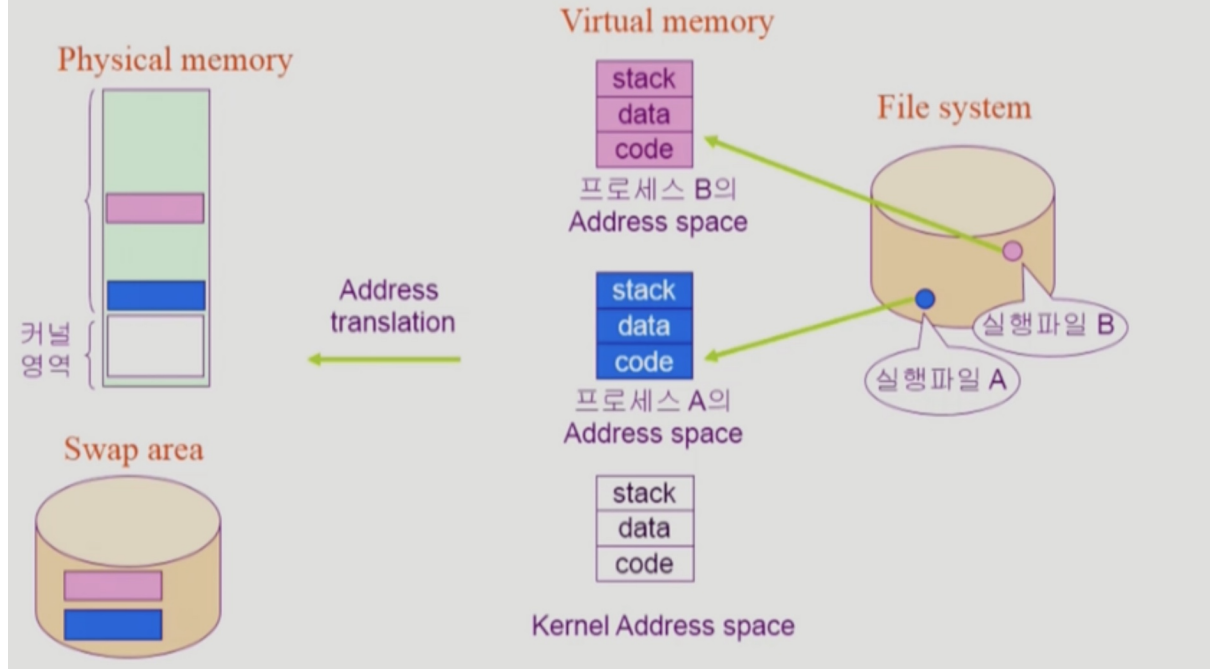 Physical memory
커널
영역
Swap area
Address
translation
Virtual memory
stack
data
code
프로세스 B의
Address space
stack
data
code
프로세스 A의
Address space
stack
data
code
Kernel Address space
File system
실행파일 B
실행파일 A